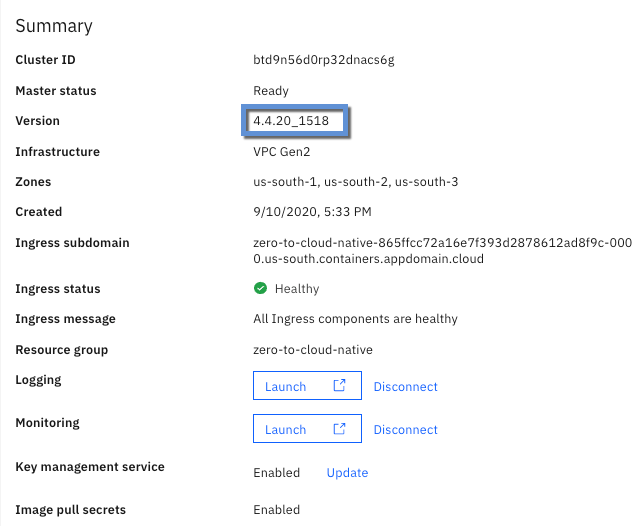 Summary
Cluster ID btd9n56d0rp32dnacs6g
Master status Ready
Version 4.4.20_1518
Infrastructure VPC Gen2
Zones us-south-1, us-south-2, us-south-3
Created 9/10/2020, 5:33 PM
Ingress subdomain zero-to-cloud-native-865ffcc72a16e7f393d2878612ad8f9c-000
0.us-south.containers.appdomain.cloud
Ingress status Healthy
Ingress message All Ingress components are healthy
Resource group zero-to-cloud-native
Logging Launch Disconnect
Monitoring Launch Disconnect
Key management service Enabled Update
Image pull secrets Enabled